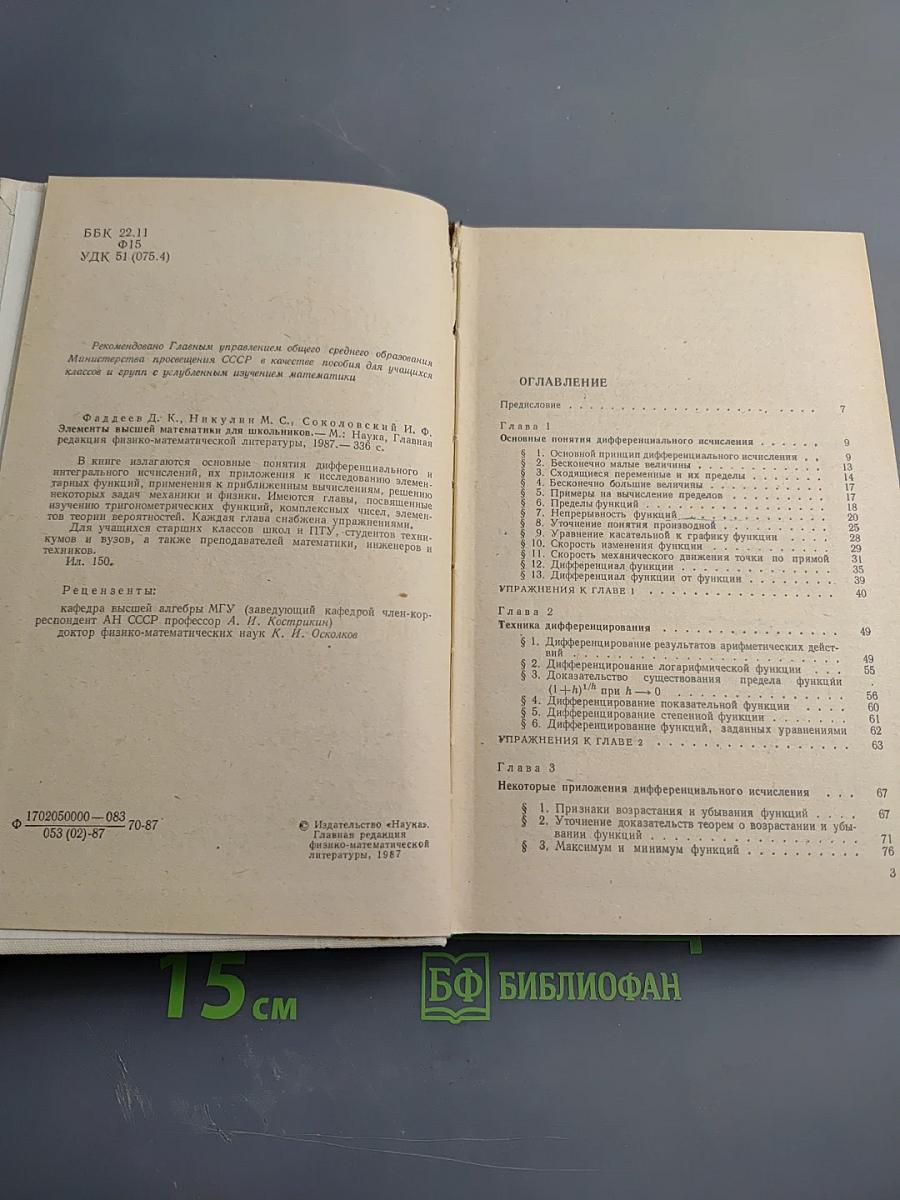 ББК 22.11
Ф15
УДК 51 (075.4)
Рекомендовано Главным управлением общего среднего образования
Министерства просвещения СССР в качестве пособия для учащихся
классов и групп с углубленным изучением математики
Фаддеев Д. К., Никулин М. С., Соколовский И. Ф.
Элементы высшей математики для школьников.— М.: Наука, Главная
редакция физико-математической литературы, 1987.— 336 с.
В книге излагаются основные понятия дифференциального и
интегрального исчислений, их приложения к исследованию элемен-
тарных функций, применения к приближенным вычислениям, решению
некоторых задач механики и физики. Имеются главы, посвященные
изучению тригонометрических функций, комплексных чисел, элемен-
тов теории вероятностей. Каждая глава снабжена упражнениями.
Для учащихся старших классов школ и ПТУ, студентов техни-
кумов и вузов, а также преподавателей математики, инженеров и
техников.
Ил. 150.
Рецензенты:
кафедра высшей алгебры МГУ (заведующий кафедрой член-кор-
респондент АН СССР профессор А. И. Кострикин)
доктор физико-математических наук К. И. Осколков
Ф 1702050000—083 / 053 (02)-87 70-87
© Издательство «Наука».
Главная редакция
физико-математической
литературы, 1987
ОГЛАВЛЕНИЕ
Предисловие . . . . . . . . . . . . . . . . . 7
Глава 1
Основные понятия дифференциального исчисления . . . . . . 9
§ 1. Основной принцип дифференциального исчисления . . 9
§ 2. Бесконечно малые величины . . . . . . . . . . 13
§ 3. Сходящиеся переменные и их пределы . . . . . . . 14
§ 4. Бесконечно большие величины . . . . . . . . . . 17
§ 5. Примеры на вычисление пределов . . . . . . . . . 17
§ 6. Пределы функций . . . . . . . . . . . . . . 18
§ 7. Непрерывность функций . . . . . . . . . . . . 20
§ 8. Уточнение понятия производной . . . . . . . . . 25
§ 9. Уравнение касательной к графику функции . . . . 28
§ 10. Скорость изменения функции . . . . . . . . . . 29
§ 11. Скорость механического движения точки по прямой 31
§ 12. Дифференциал функции . . . . . . . . . . . . 35
§ 13. Дифференциал функции от функции . . . . . . . 39
УПРАЖНЕНИЯ К ГЛАВЕ 1 . . . . . . . . . . . . . . 40
Глава 2
Техника дифференцирования . . . . . . . . . . . . . 49
§ 1. Дифференцирование результатов арифметических дейст-
вий . . . . . . . . . . . . . . . . . . . 49
§ 2. Дифференцирование логарифмической функции . . . 55
§ 3. Доказательство существования предела функции
(1+h)^1/h при h → 0 . . . . . . . . . . . . . 56
§ 4. Дифференцирование показательной функции . . . . 60
§ 5. Дифференцирование степенной функции . . . . . . . 61
§ 6. Дифференцирование функций, заданных уравнениями 62
УПРАЖНЕНИЯ К ГЛАВЕ 2 . . . . . . . . . . . . . . 63
Глава 3
Некоторые приложения дифференциального исчисления . . . 67
§ 1. Признаки возрастания и убывания функций . . . . 67
§ 2. Уточнение доказательств теорем о возрастании и убы-
вании функций . . . . . . . . . . . . . . . 71
§ 3. Максимум и минимум функций . . . . . . . . . 76
3
15 см
БФ БИБЛИОФАН